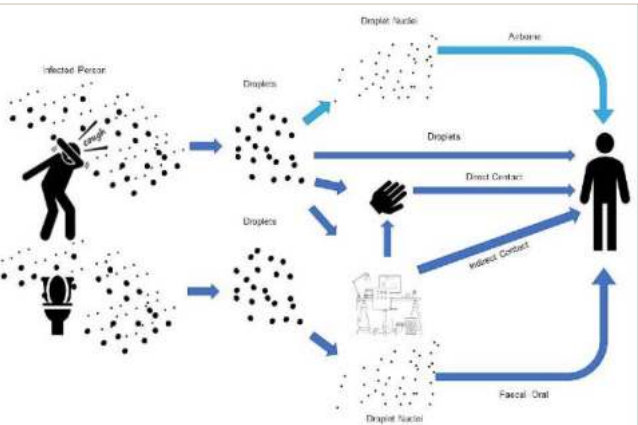 Droplet Nuclei
Airborne
Infected Person
Droplets
cough
Droplets
Direct Contact
Droplets
Indirect Contact
Faecal Oral
Droplet Nuclei